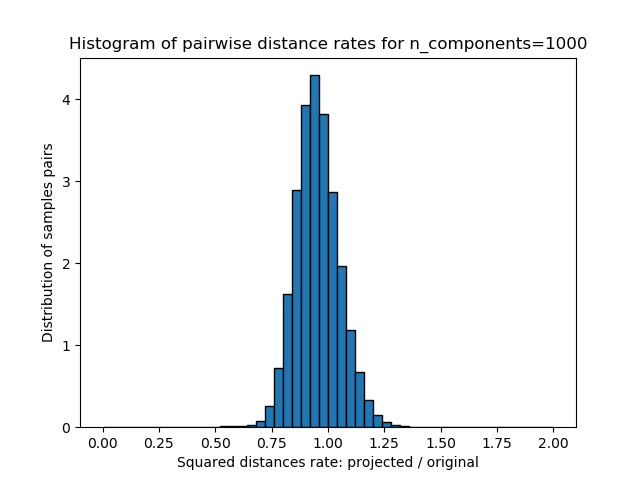 Histogram of pairwise distance rates for n_components=1000
Distribution of samples pairs
4
3
2
1
0
0.00 0.25 0.50 0.75 1.00 1.25 1.50 1.75 2.00
Squared distances rate: projected / original